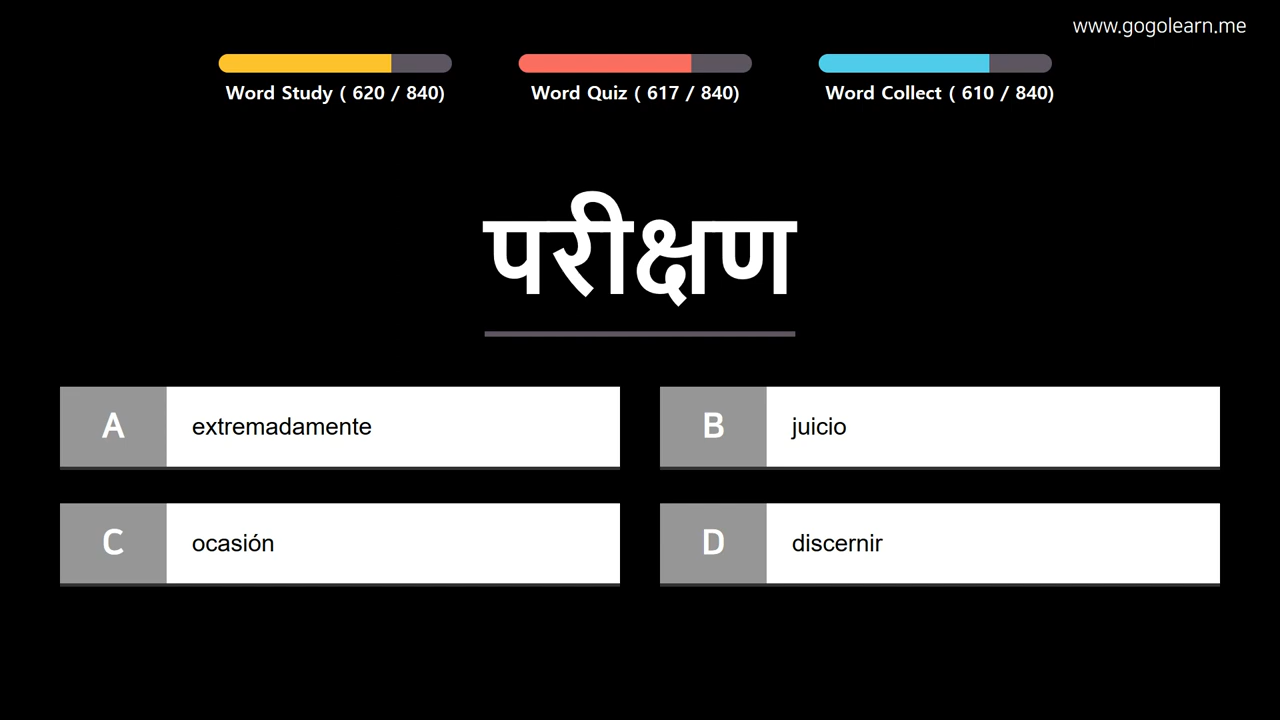 www.gogolearn.me
Word Study ( 620 / 840)
Word Quiz ( 617 / 840)
Word Collect ( 610 / 840)
परीक्षण
A extremadamente
B juicio
C ocasión
D discernir